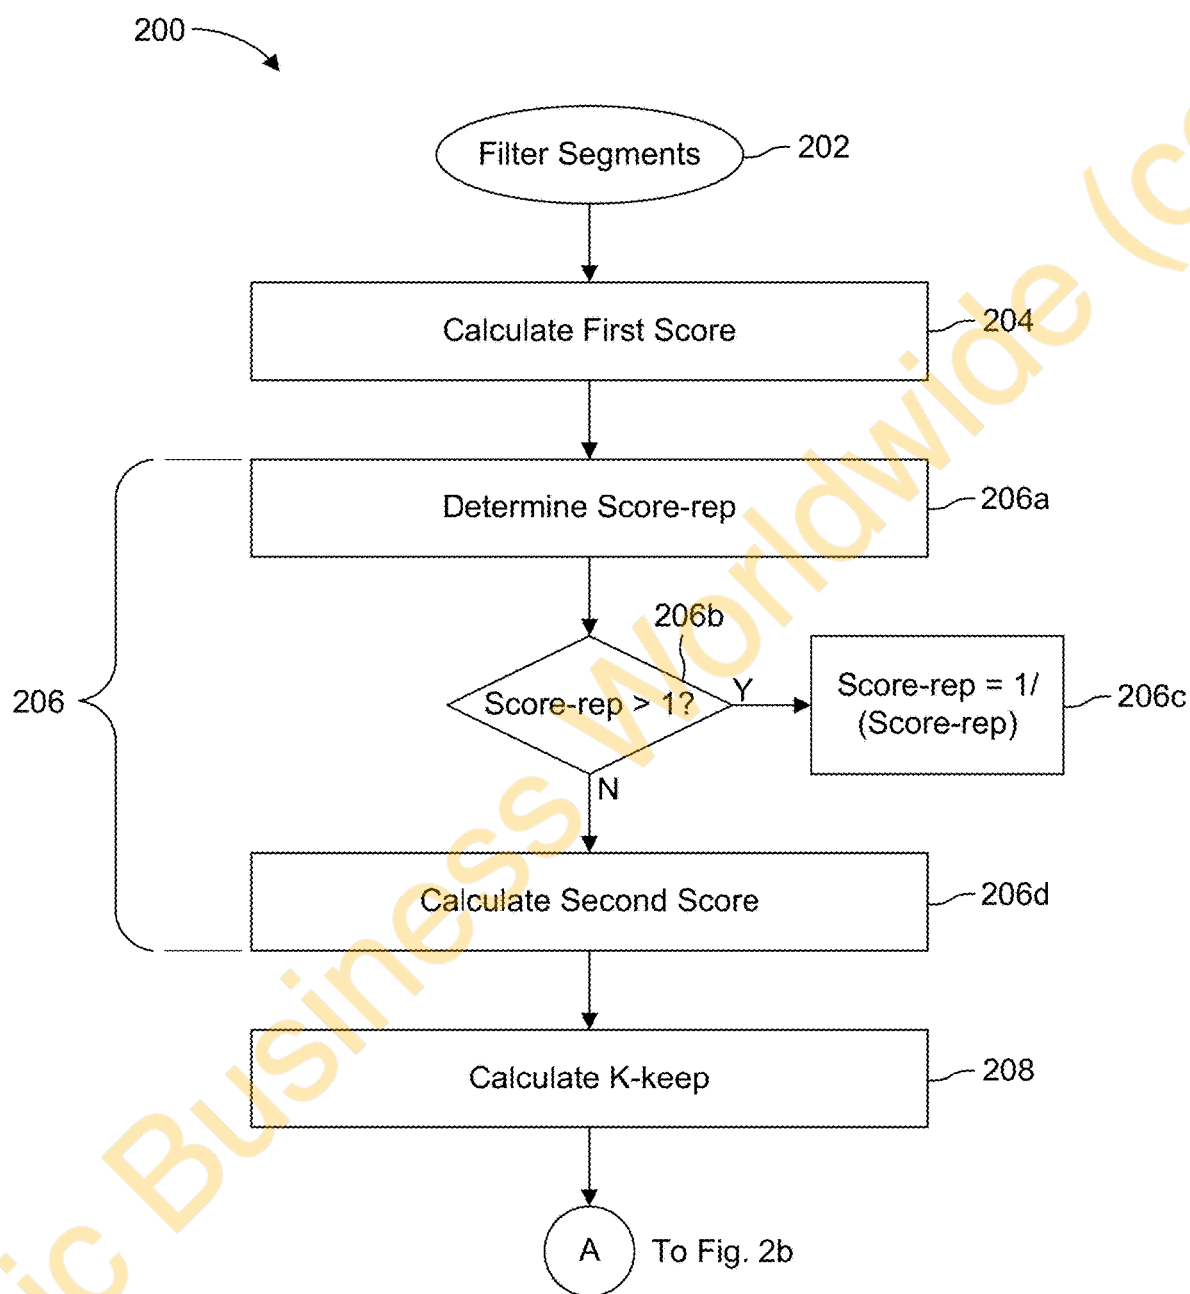 200
Filter Segments
202
Calculate First Score
204
Determine Score-rep
206a
206b
206
Score-rep > 1?
Y
Score-rep = 1/
(Score-rep)
206c
N
Calculate Second Score
206d
Calculate K-keep
208
A
To Fig. 2b
ic Business Worldwide (c